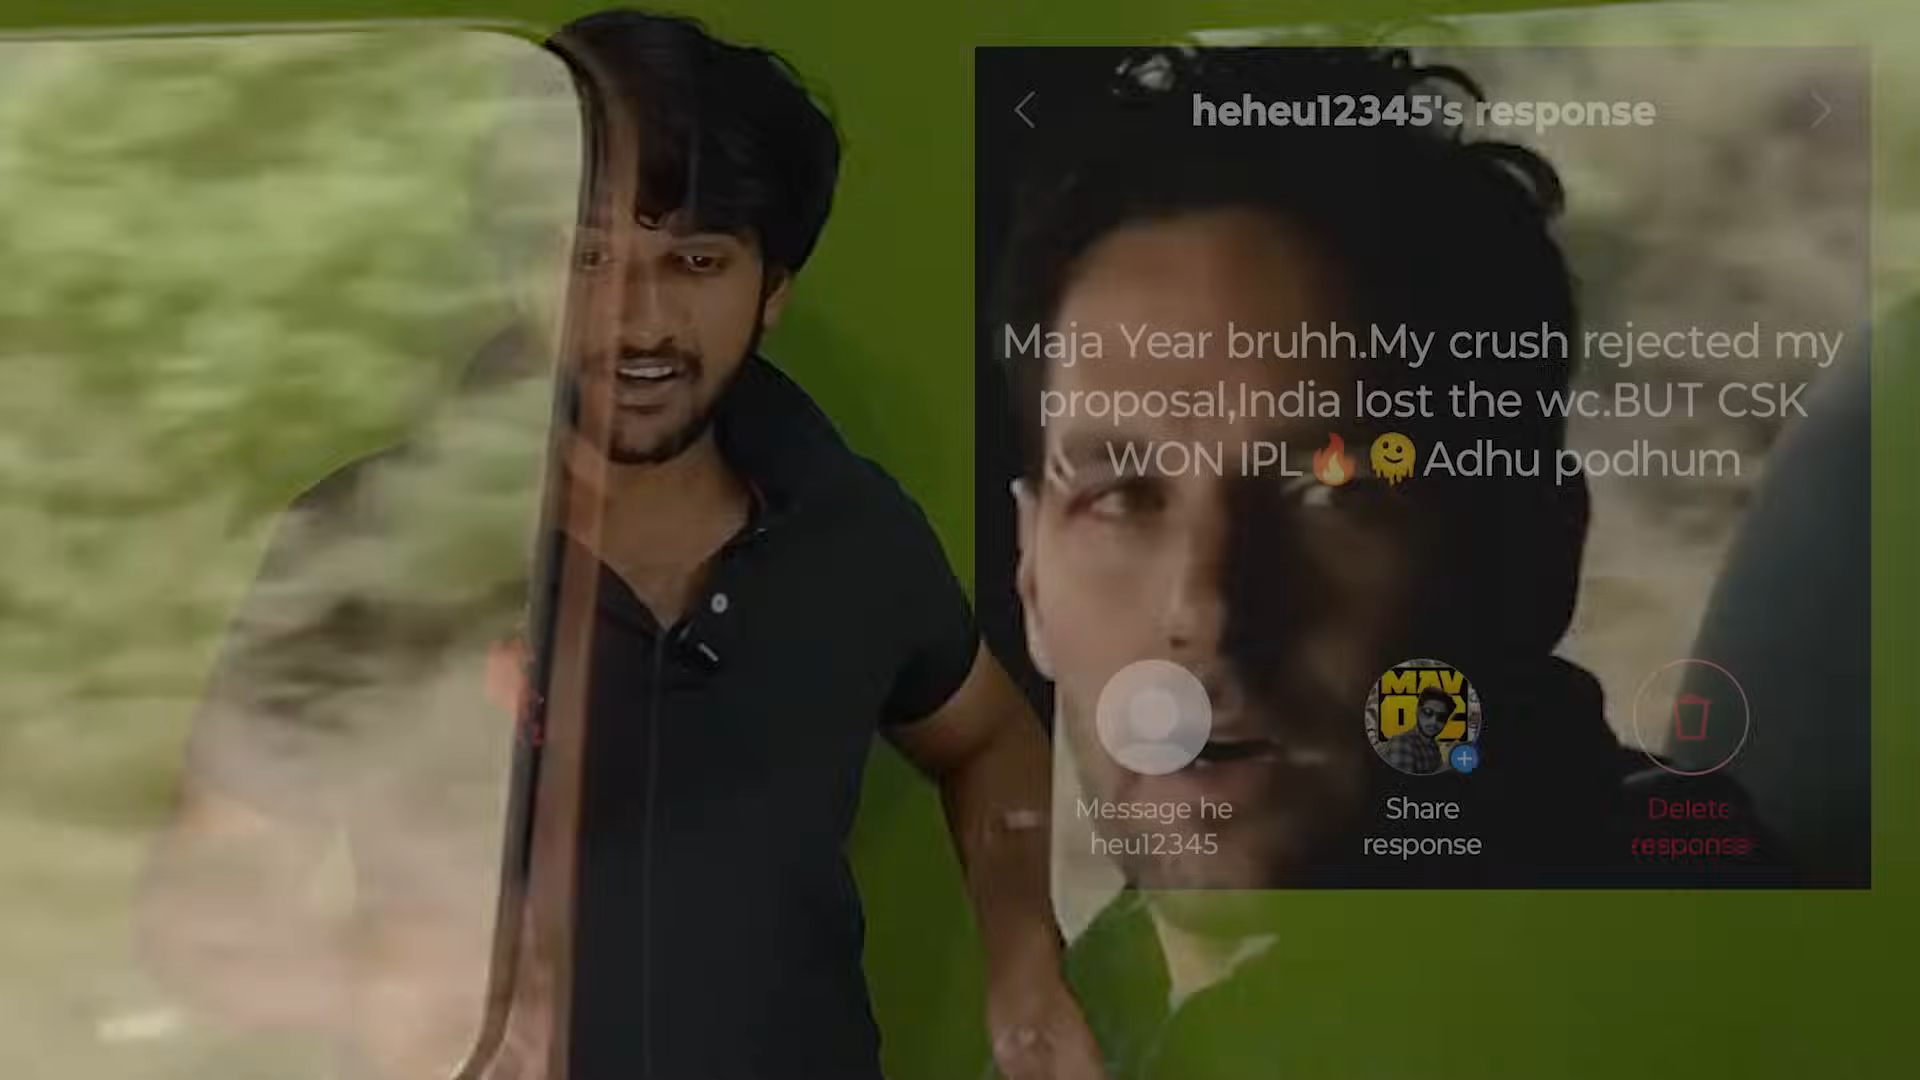 heheu12345's response
Maja Year bruhh.My crush rejected my
proposal,India lost the wc.BUT CSK
WON IPL🔥🫠Adhu podhum
Message he
heu12345
Share
response
Delete
response